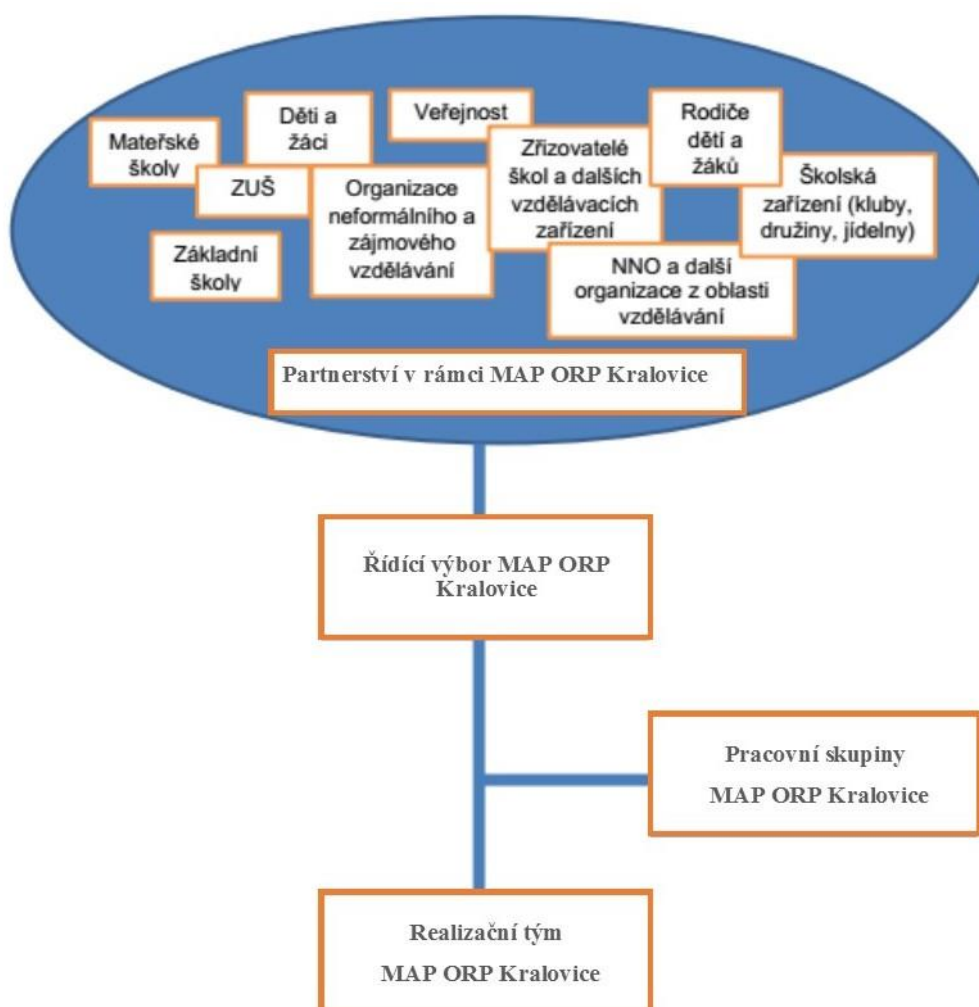 Mateřské
školy
Děti a
žáci
Veřejnost
Rodiče
dětí a
žáků
ZUŠ
Organizace
neformálního a
zájmového
vzdělávání
Zřizovatelé
škol a dalších
vzdělávacích
zařízení
Školská
zařízení (kluby,
družiny, jídelny)
Základní
školy
NNO a další
organizace z oblasti
vzdělávání
Partnerství v rámci MAP ORP Kralovice
Řídící výbor MAP ORP
Kralovice
Pracovní skupiny
MAP ORP Kralovice
Realizační tým
MAP ORP Kralovice